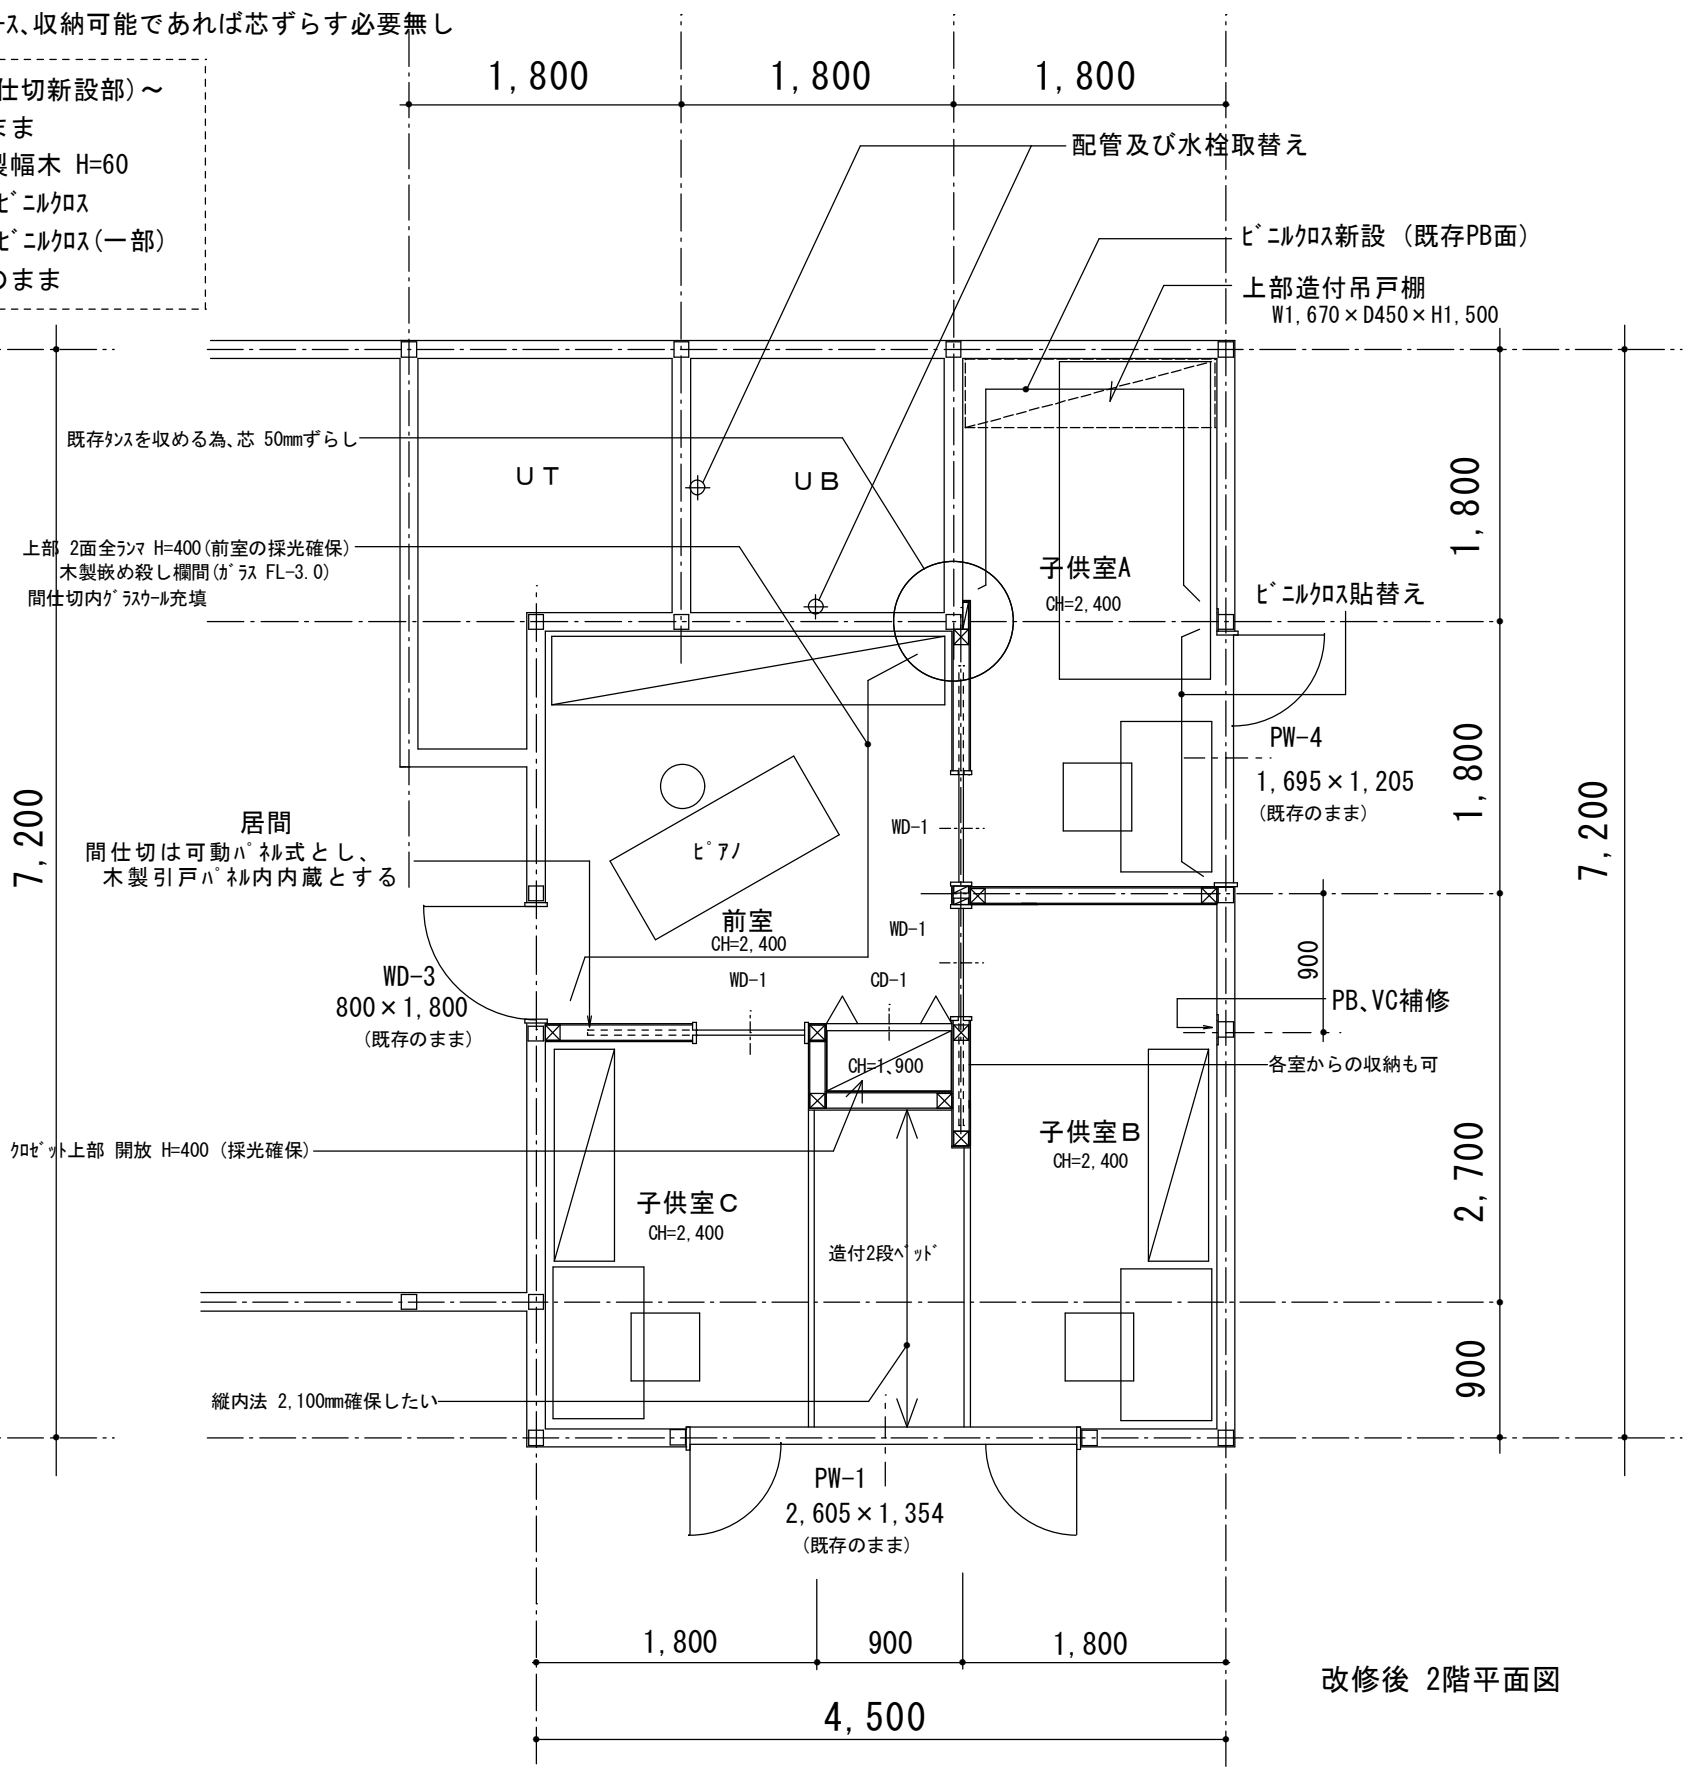 ス、収納可能であれば芯ずらす必要無し
仕切新設部)～
まま
製幅木 H=60
ビニルクロス
ビニルクロス(一部)
のまま
1,800
1,800
1,800
配管及び水栓取替え
ビニルクロス新設 (既存PB面)
上部造付吊戸棚
W1,670×D450×H1,500
既存タンスを収める為、芯 50mmずらし
UT
UB
上部 2面全ランマ H=400(前室の採光確保)
木製嵌め殺し欄間(ガラス FL-3.0)
間仕切内グラスウール充填
子供室A
CH=2,400
ビニルクロス貼替え
1,800
PW-4
1,695×1,205
(既存のまま)
1,800
7,200
7,200
居間
間仕切は可動パネル式とし、
木製引戸パネル内内蔵とする
WD-1
ピアノ
前室
CH=2,400
WD-1
WD-1
CD-1
WD-3
800×1,800
(既存のまま)
900
PB、VC補修
CH=1,900
各室からの収納も可
クロゼット上部 開放 H=400 (採光確保)
子供室B
CH=2,400
2,700
子供室C
CH=2,400
造付2段ベッド
900
縦内法 2,100mm確保したい
PW-1
2,605×1,354
(既存のまま)
1,800
900
1,800
4,500
改修後 2階平面図